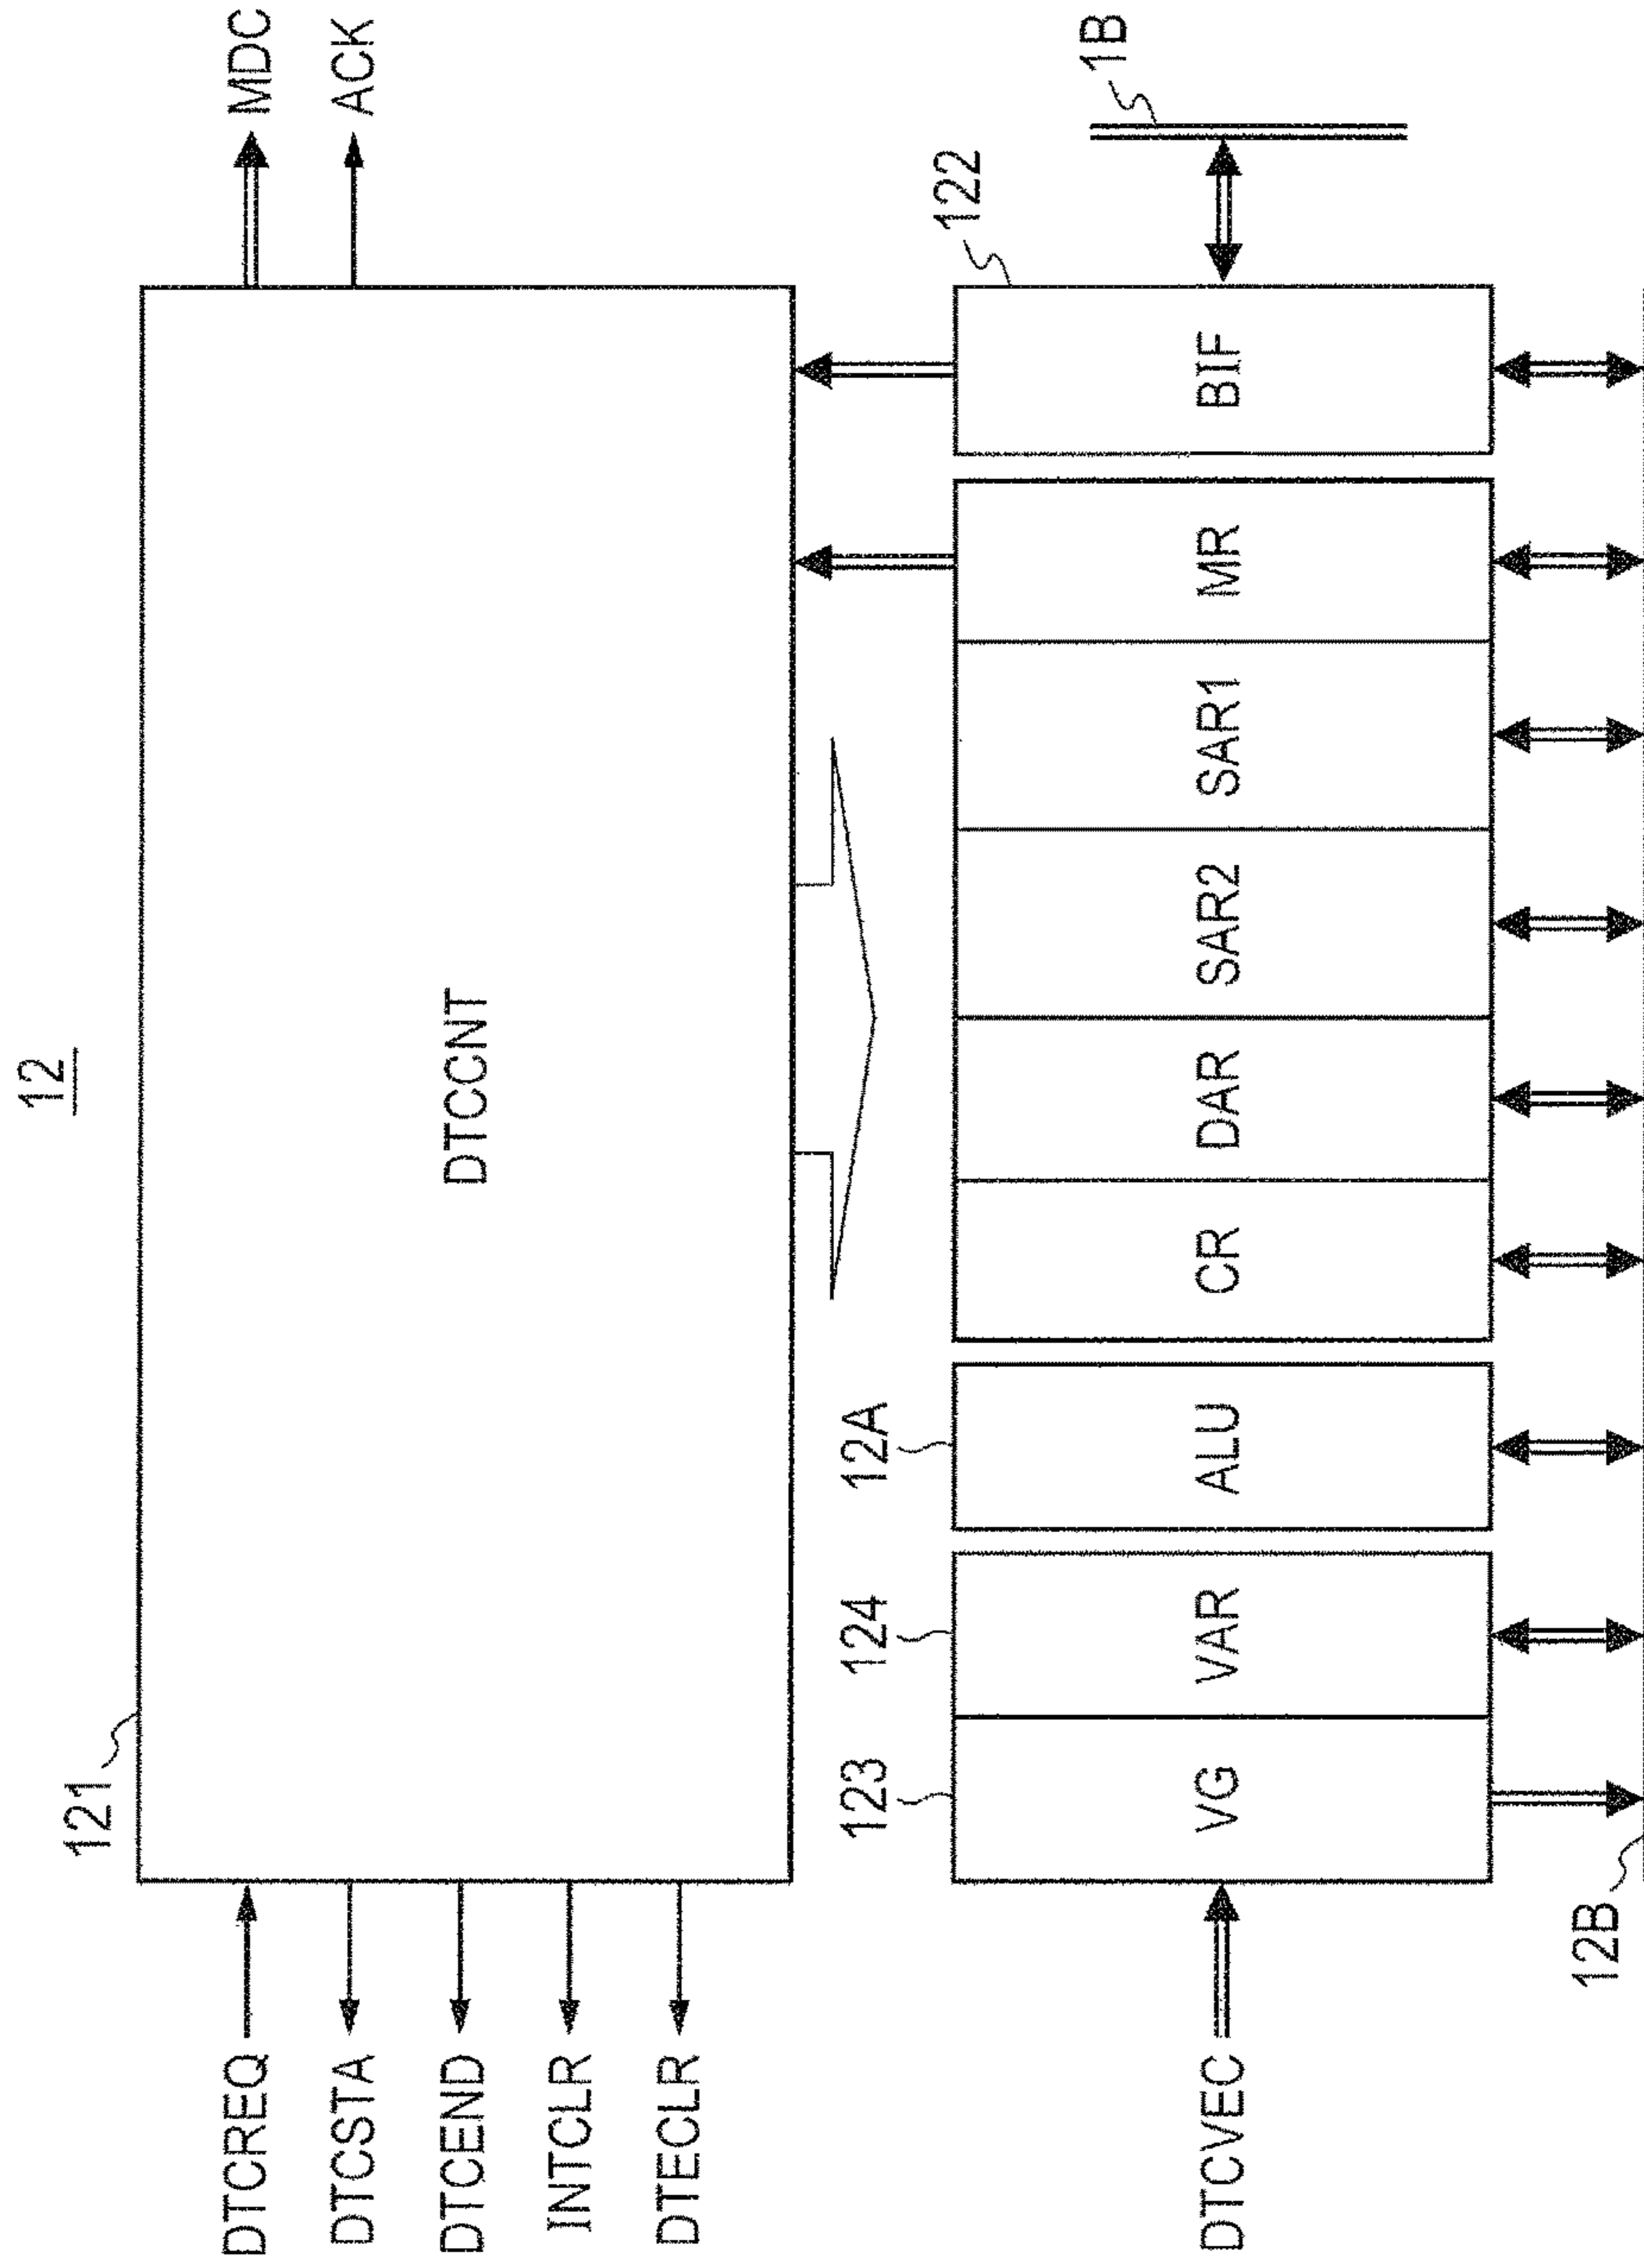 12
121
DTCREQ
DTCSTA
DTCEND
INTCLR
DTECLR
DTCCNT
MDC
ACK
123
124
12A
122
1B
DTCVEC
VG
VAR
ALU
CR
DAR
SAR2
SAR1
MR
BIF
12B